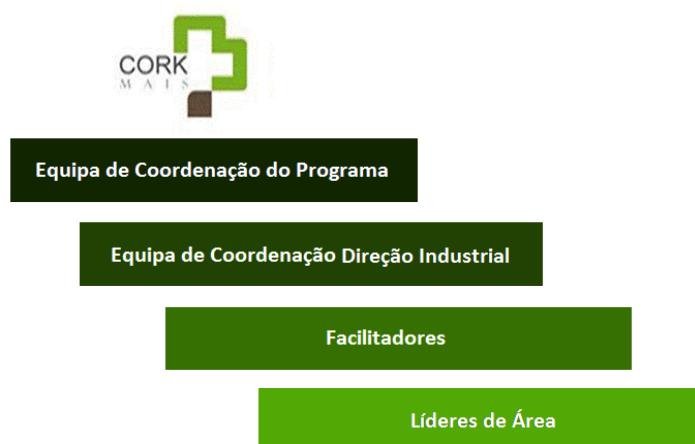 CORK
MAIS
Equipa de Coordenação do Programa
Equipa de Coordenação Direção Industrial
Facilitadores
Líderes de Área